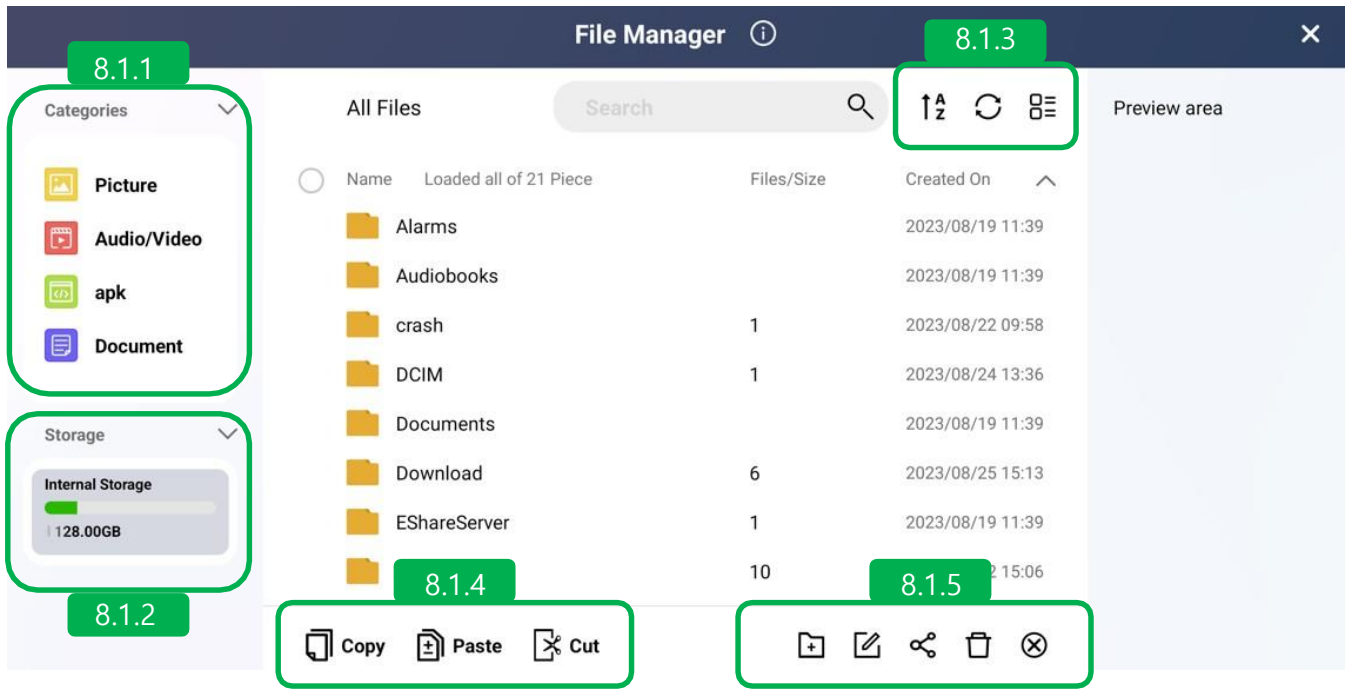 File Manager
8.1.3
8.1.1
Categories
All Files
Search
Preview area
Picture
Audio/Video
apk
Document
Name Loaded all of 21 Piece Files/Size Created On
Alarms 2023/08/19 11:39
Audiobooks 2023/08/19 11:39
crash 1 2023/08/22 09:58
DCIM 1 2023/08/24 13:36
Documents 2023/08/19 11:39
Download 6 2023/08/25 15:13
EShareServer 1 2023/08/19 11:39
10 15:06
Storage
Internal Storage
128.00GB
8.1.2
8.1.4
8.1.5
Copy Paste Cut